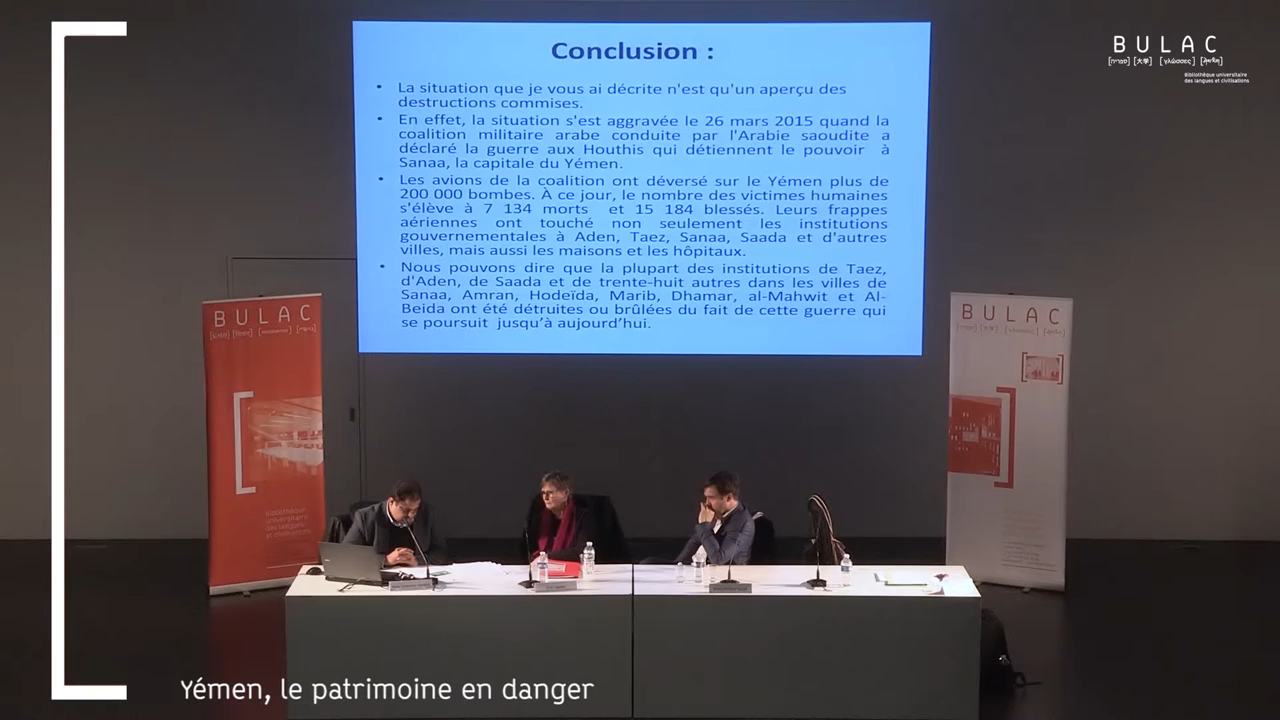 BULAC
Bibliothèque universitaire
des langues et civilisations
Conclusion :
• La situation que je vous ai décrite n'est qu'un aperçu des
destructions commises.
• En effet, la situation s'est aggravée le 26 mars 2015 quand la
coalition militaire arabe conduite par l'Arabie saoudite a
déclaré la guerre aux Houthis qui détiennent le pouvoir à
Sanaa, la capitale du Yémen.
• Les avions de la coalition ont déversé sur le Yémen plus de
200 000 bombes. À ce jour, le nombre des victimes humaines
s'élève à 7 134 morts et 15 184 blessés. Leurs frappes
aériennes ont touché non seulement les institutions
gouvernementales à Aden, Taez, Sanaa, Saada et d'autres
villes, mais aussi les maisons et les hôpitaux.
• Nous pouvons dire que la plupart des institutions de Taez,
d'Aden, de Saada et de trente-huit autres dans les villes de
Sanaa, Amran, Hodeïda, Marib, Dhamar, al-Mahwit et Al-
Beida ont été détruites ou brûlées du fait de cette guerre qui
se poursuit jusqu'à aujourd'hui.
BULAC
Bibliothèque
universitaire
des langues
et civilisations
BULAC
Yémen, le patrimoine en danger